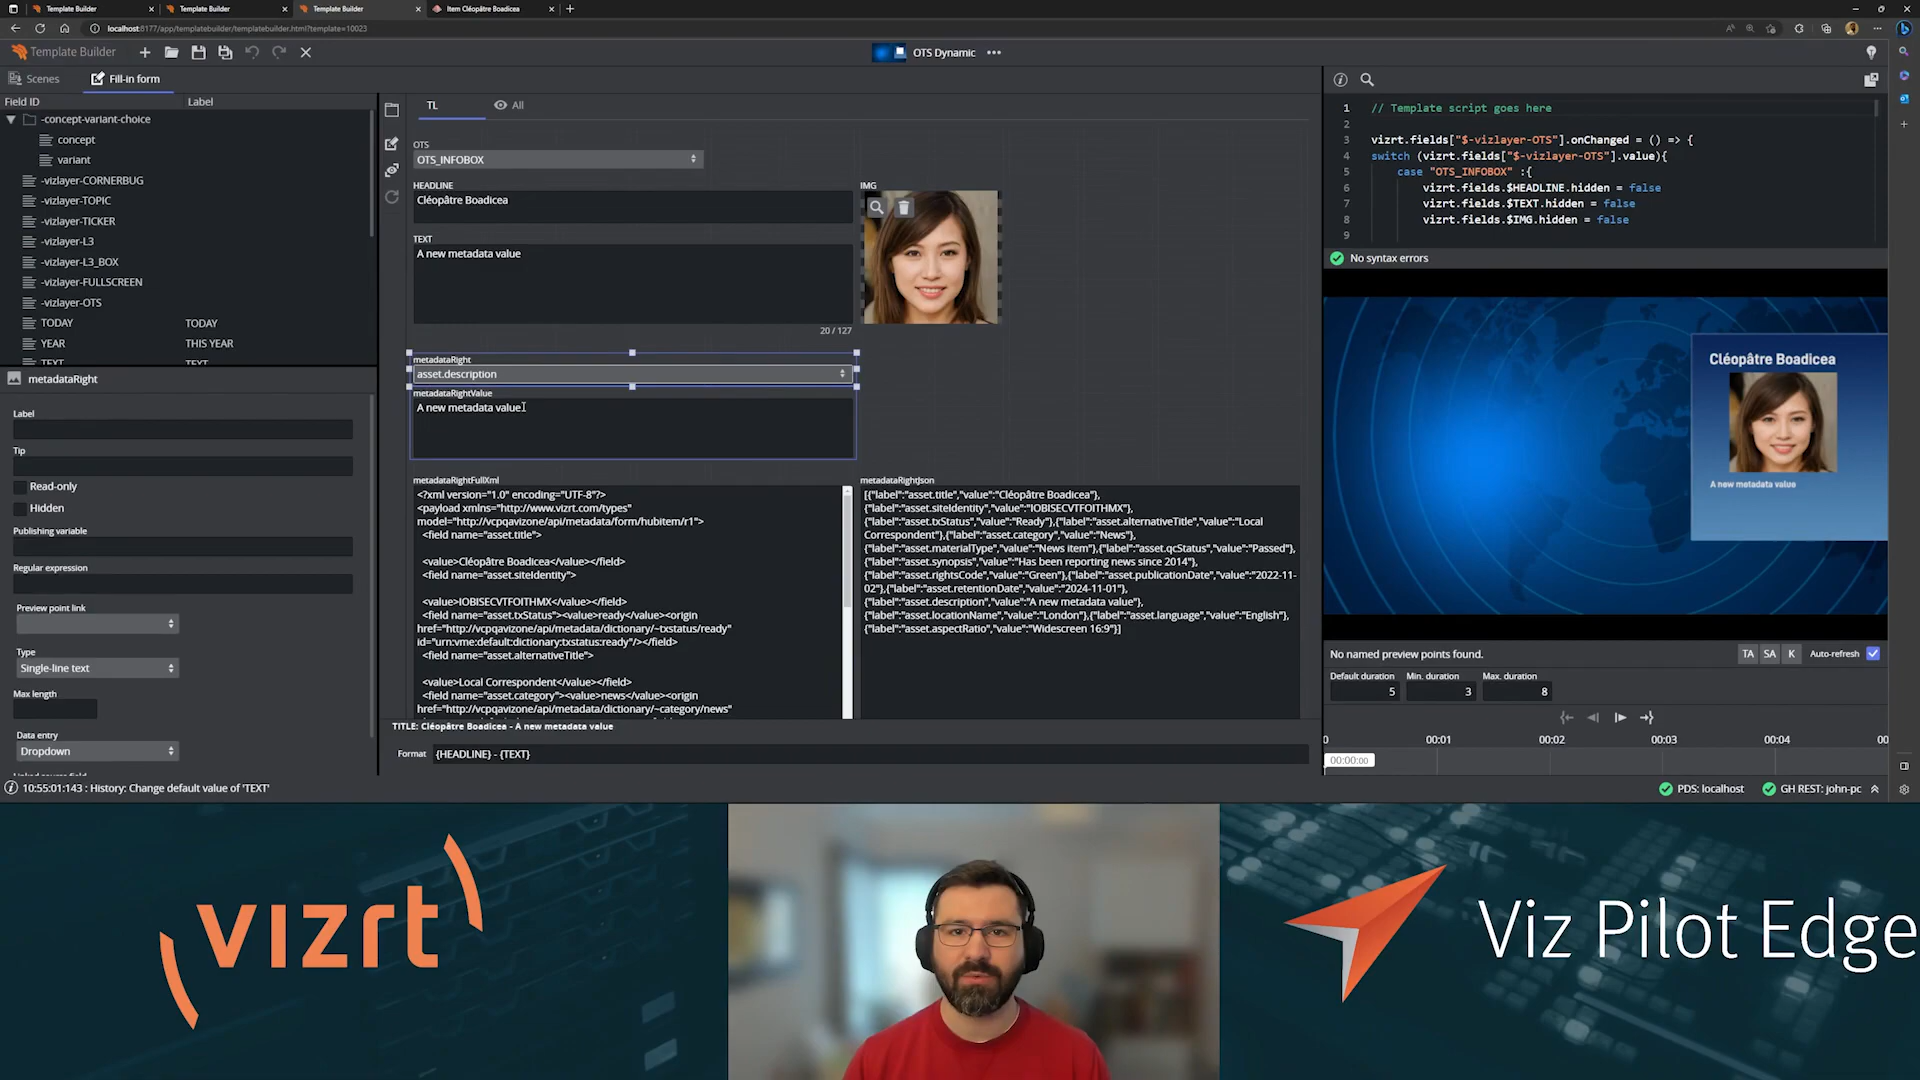 Template Builder
Template Builder
Template Builder
Item Cléopâtre Boadicea
localhost:8177/app/templatebuilder/templatebuilder.html?template=10023
Template Builder
OTS Dynamic
Scenes
Fill-in form
Field ID
Label
-concept-variant-choice
concept
variant
-vizlayer-CORNERBUG
-vizlayer-TOPIC
-vizlayer-TICKER
-vizlayer-L3
-vizlayer-L3_BOX
-vizlayer-FULLSCREEN
-vizlayer-OTS
TODAY TODAY
YEAR THIS YEAR
TEXT TEXT
metadataRight
Label
Tip
Read-only
Hidden
Publishing variable
Regular expression
Preview point link
Type
Single-line text
Max length
Data entry
Dropdown
Linked source field
TL
All
OTS
OTS_INFOBOX
HEADLINE
Cléopâtre Boadicea
IMG
TEXT
A new metadata value
20 / 127
metadataRight
asset.description
metadataRightValue
A new metadata value
metadataRightFullXml
<?xml version="1.0" encoding="UTF-8"?>
<payload xmlns="http://www.vizrt.com/types"
model="http://vcpqavizone/api/metadata/form/hubitem/r1">
<field name="asset.title">
<value>Cléopâtre Boadicea</value></field>
<field name="asset.siteIdentity">
<value>IOBISECVTFOITHMX</value></field>
<field name="asset.txStatus"><value>ready</value><origin
href="http://vcpqavizone/api/metadata/dictionary/~txstatus/ready"
id="urn:vme:default:dictionary:txstatus:ready"/></field>
<field name="asset.alternativeTitle">
<value>Local Correspondent</value></field>
<field name="asset.category"><value>news</value><origin
href="http://vcpqavizone/api/metadata/dictionary/~category/news"
metadataRightJson
[{"label":"asset.title","value":"Cléopâtre Boadicea"},
{"label":"asset.siteIdentity","value":"IOBISECVTFOITHMX"},
{"label":"asset.txStatus","value":"Ready"},{"label":"asset.alternativeTitle","value":"Local
Correspondent"},{"label":"asset.category","value":"News"},
{"label":"asset.materialType","value":"News item"},{"label":"asset.qcStatus","value":"Passed"},
{"label":"asset.synopsis","value":"Has been reporting news since 2014"},
{"label":"asset.rightsCode","value":"Green"},{"label":"asset.publicationDate","value":"2022-11-
02"},{"label":"asset.retentionDate","value":"2024-11-01"},
{"label":"asset.description","value":"A new metadata value"},
{"label":"asset.locationName","value":"London"},{"label":"asset.language","value":"English"},
{"label":"asset.aspectRatio","value":"Widescreen 16:9"}]
TITLE: Cléopâtre Boadicea - A new metadata value
Format {HEADLINE} - {TEXT}
1 // Template script goes here
2
3 vizrt.fields["$-vizlayer-OTS"].onChanged = () => {
4 switch (vizrt.fields["$-vizlayer-OTS"].value){
5 case "OTS_INFOBOX" :{
6 vizrt.fields.$HEADLINE.hidden = false
7 vizrt.fields.$TEXT.hidden = false
8 vizrt.fields.$IMG.hidden = false
9
No syntax errors
Cléopâtre Boadicea
A new metadata value
No named preview points found.
TA SA K Auto-refresh
Default duration Min. duration Max. duration
5 3 8
0 00:01 00:02 00:03 00:04 00
00:00:00
10:55:01:143 : History: Change default value of 'TEXT'
PDS: localhost
GH REST: john-pc
vizrt
Viz Pilot Edge